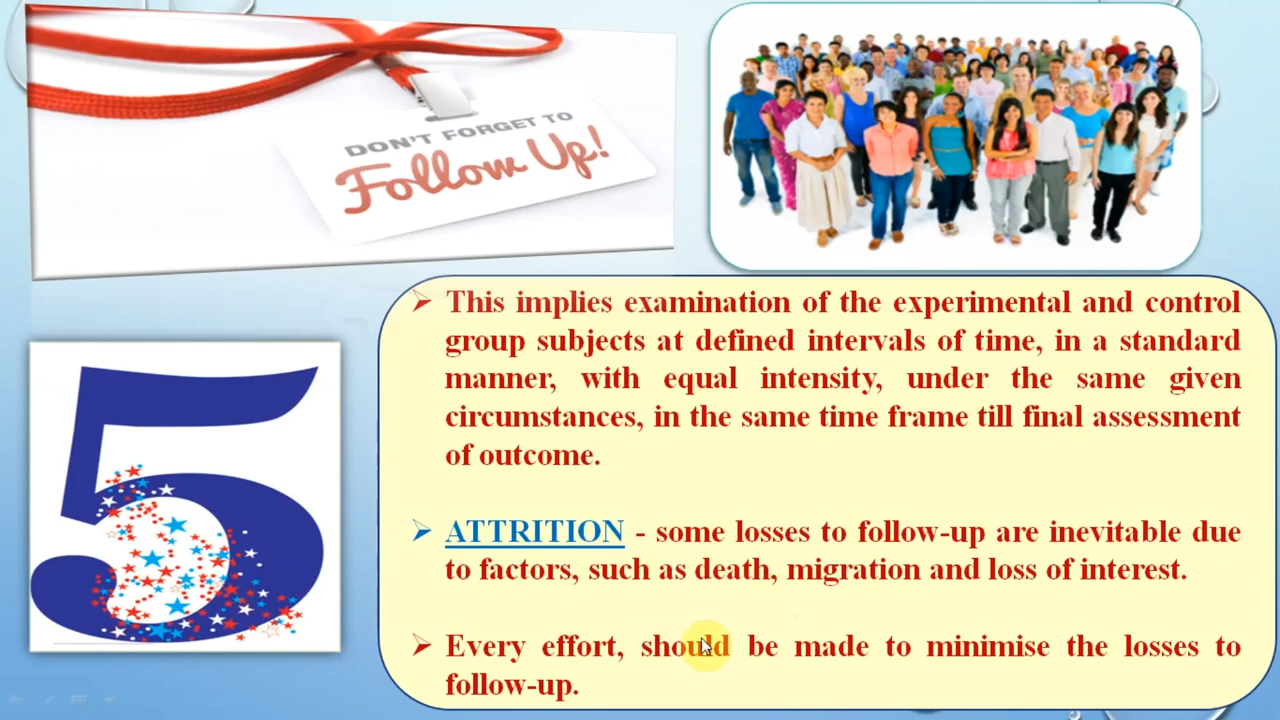 DON'T FORGET TO
Follow Up!
➢ This implies examination of the experimental and control
group subjects at defined intervals of time, in a standard
manner, with equal intensity, under the same given
circumstances, in the same time frame till final assessment
of outcome.
5
➢ ATTRITION - some losses to follow-up are inevitable due
to factors, such as death, migration and loss of interest.
➢ Every effort, should be made to minimise the losses to
follow-up.